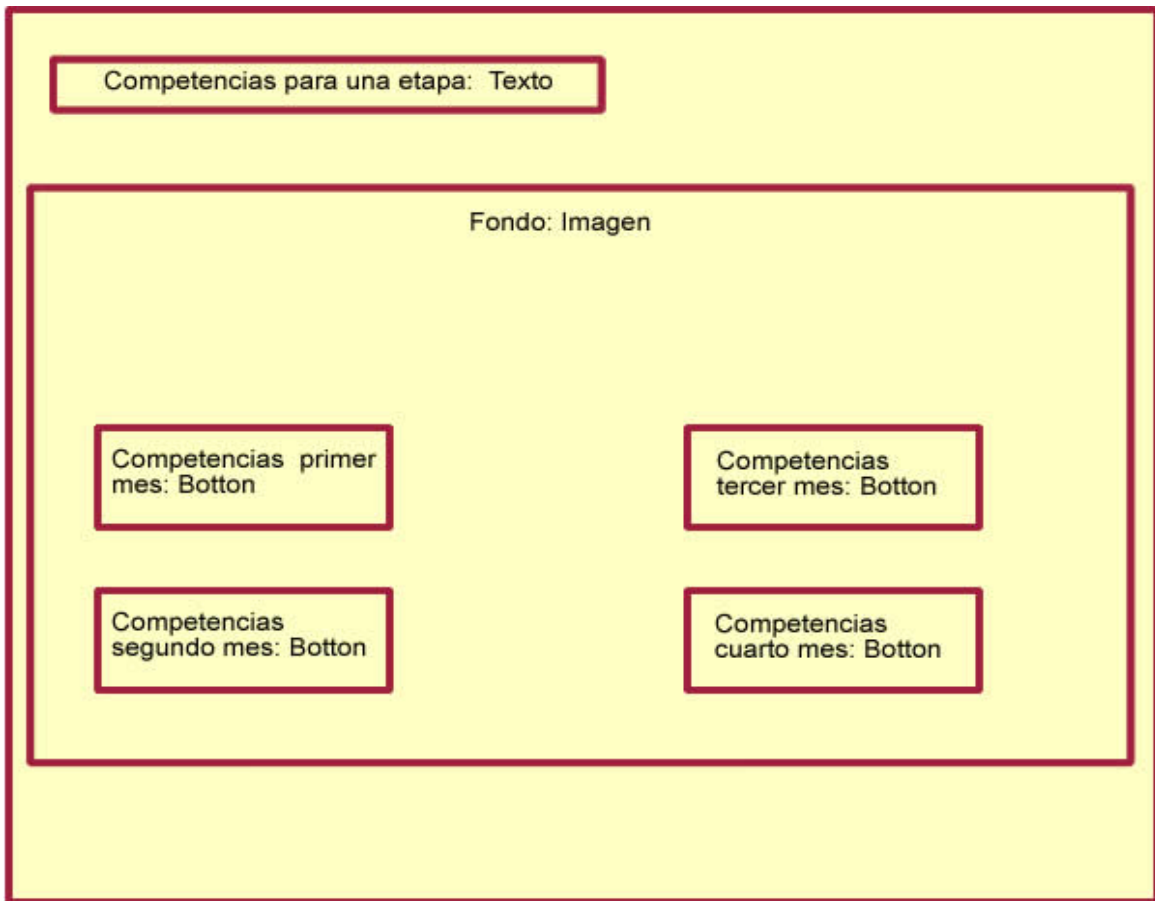 Competencias para una etapa: Texto
Fondo: Imagen
Competencias primer
mes: Botton
Competencias
tercer mes: Botton
Competencias
segundo mes: Botton
Competencias
cuarto mes: Botton